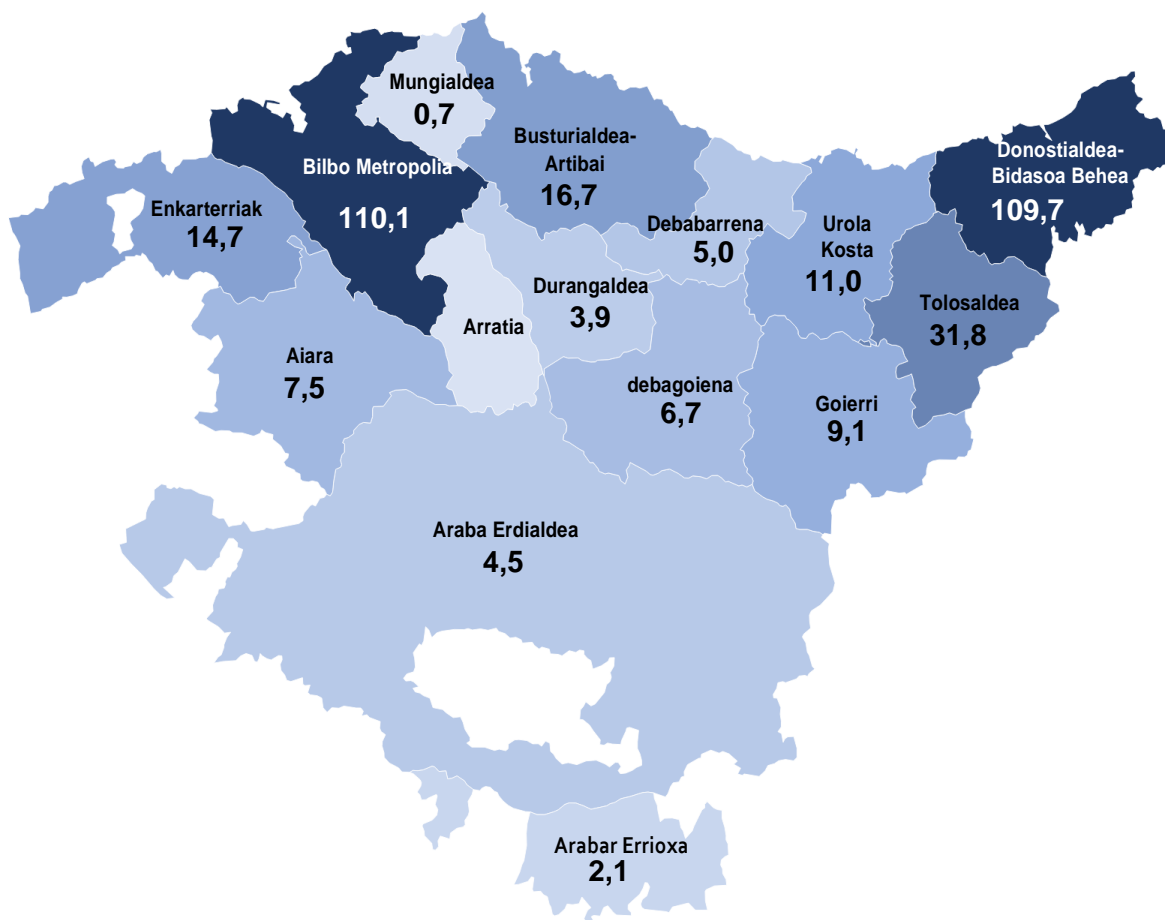 Mungialdea
0,7
Busturialdea-
Artibai
16,7
Donostialdea-
Bidasoa Behea
109,7
Bilbo Metropolia
110,1
Enkarterriak
14,7
Debabarrena
5,0
Urola
Kosta
11,0
Durangaldea
3,9
Tolosaldea
31,8
Arratia
Aiara
7,5
debagoiena
6,7
Goierri
9,1
Araba Erdialdea
4,5
Arabar Errioxa
2,1